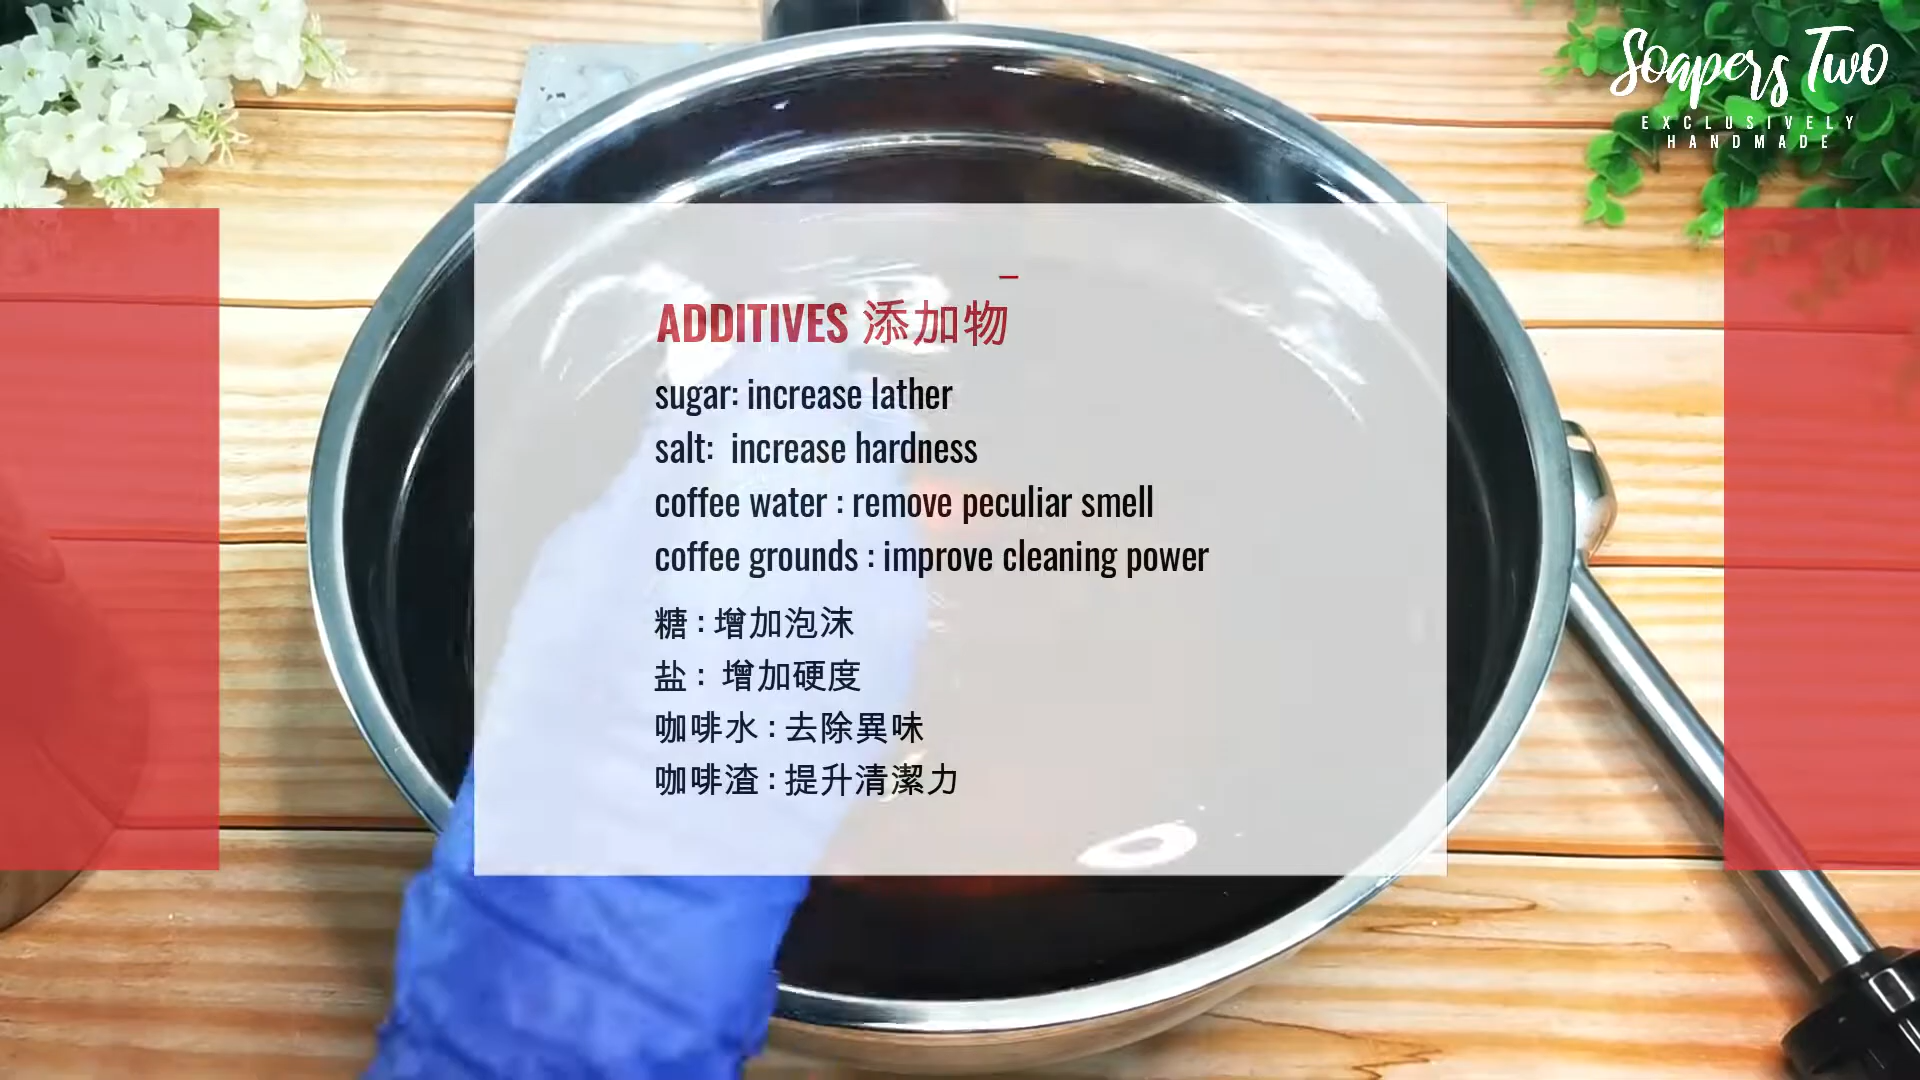 Soapers Two
EXCLUSIVELY
HANDMADE
ADDITIVES 添加物
sugar: increase lather
salt:  increase hardness
coffee water : remove peculiar smell
coffee grounds : improve cleaning power
糖 : 增加泡沫
盐 :  增加硬度
咖啡水 : 去除異味
咖啡渣 : 提升清潔力